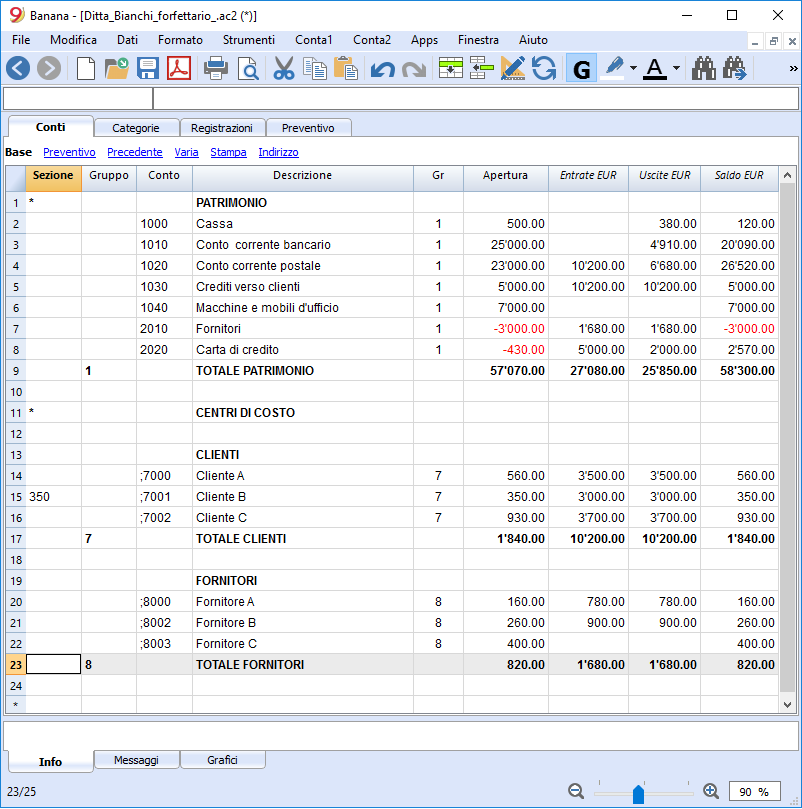 Banana - [Ditta_Bianchi_forfettario_.ac2 (*)]
File Modifica Dati Formato Strumenti Conta1 Conta2 Apps Finestra Aiuto
G A »
Conti Categorie Registrazioni Preventivo
Base Preventivo Precedente Varia Stampa Indirizzo
Sezione Gruppo Conto Descrizione Gr Apertura Entrate EUR Uscite EUR Saldo EUR
1 * PATRIMONIO
2 1000 Cassa 1 500.00 380.00 120.00
3 1010 Conto corrente bancario 1 25'000.00 4'910.00 20'090.00
4 1020 Conto corrente postale 1 23'000.00 10'200.00 6'680.00 26'520.00
5 1030 Crediti verso clienti 1 5'000.00 10'200.00 10'200.00 5'000.00
6 1040 Macchine e mobili d'ufficio 1 7'000.00 7'000.00
7 2010 Fornitori 1 -3'000.00 1'680.00 1'680.00 -3'000.00
8 2020 Carta di credito 1 -430.00 5'000.00 2'000.00 2'570.00
9 1 TOTALE PATRIMONIO 57'070.00 27'080.00 25'850.00 58'300.00
10
11 * CENTRI DI COSTO
12
13 CLIENTI
14 ;7000 Cliente A 7 560.00 3'500.00 3'500.00 560.00
15 350 ;7001 Cliente B 7 350.00 3'000.00 3'000.00 350.00
16 ;7002 Cliente C 7 930.00 3'700.00 3'700.00 930.00
17 7 TOTALE CLIENTI 1'840.00 10'200.00 10'200.00 1'840.00
18
19 FORNITORI
20 ;8000 Fornitore A 8 160.00 780.00 780.00 160.00
21 ;8002 Fornitore B 8 260.00 900.00 900.00 260.00
22 ;8003 Fornitore C 8 400.00 400.00
23 8 TOTALE FORNITORI 820.00 1'680.00 1'680.00 820.00
24
*
Info Messaggi Grafici
23/25 90 %